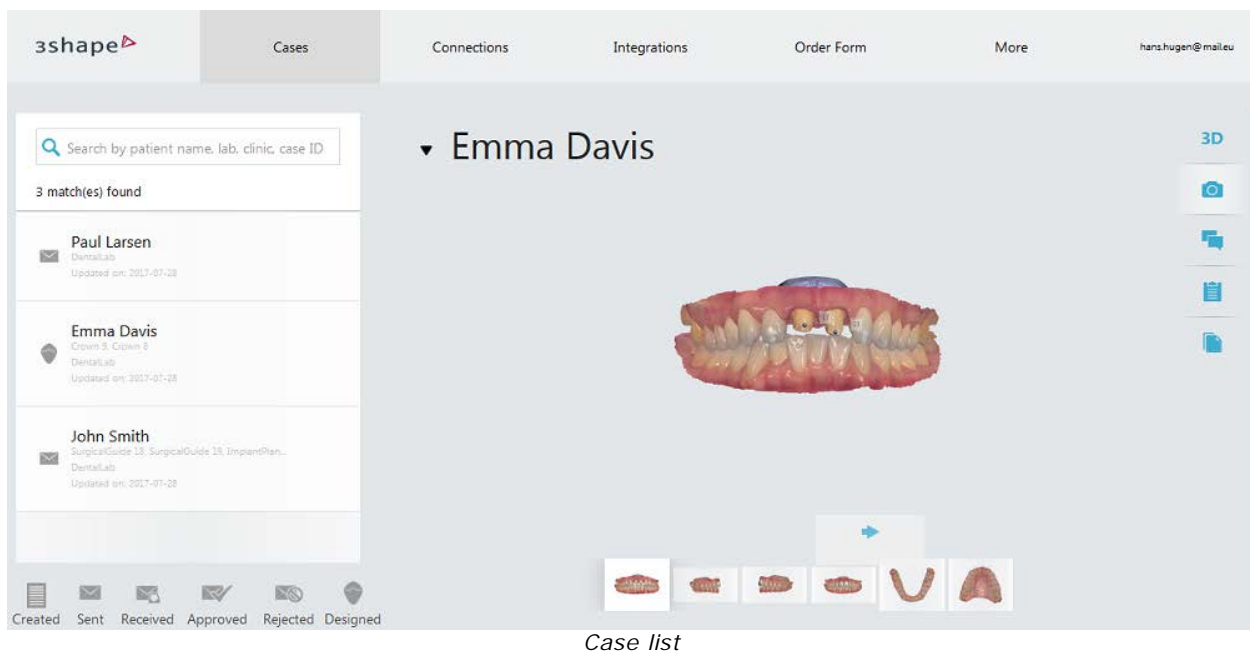 3shape
Cases
Connections
Integrations
Order Form
More
hans.hugen@mail.eu
Search by patient name, lab, clinic, case ID
3 match(es) found
Paul Larsen
DentalLab
Updated on: 2017-07-28
Emma Davis
Crown 9, Crown 8
DentalLab
Updated on: 2017-07-28
John Smith
SurgicalGuide 18, SurgicalGuide 19, ImplantPlan...
DentalLab
Updated on: 2017-07-28
Created
Sent
Received
Approved
Rejected
Designed
Emma Davis
3D
Case list